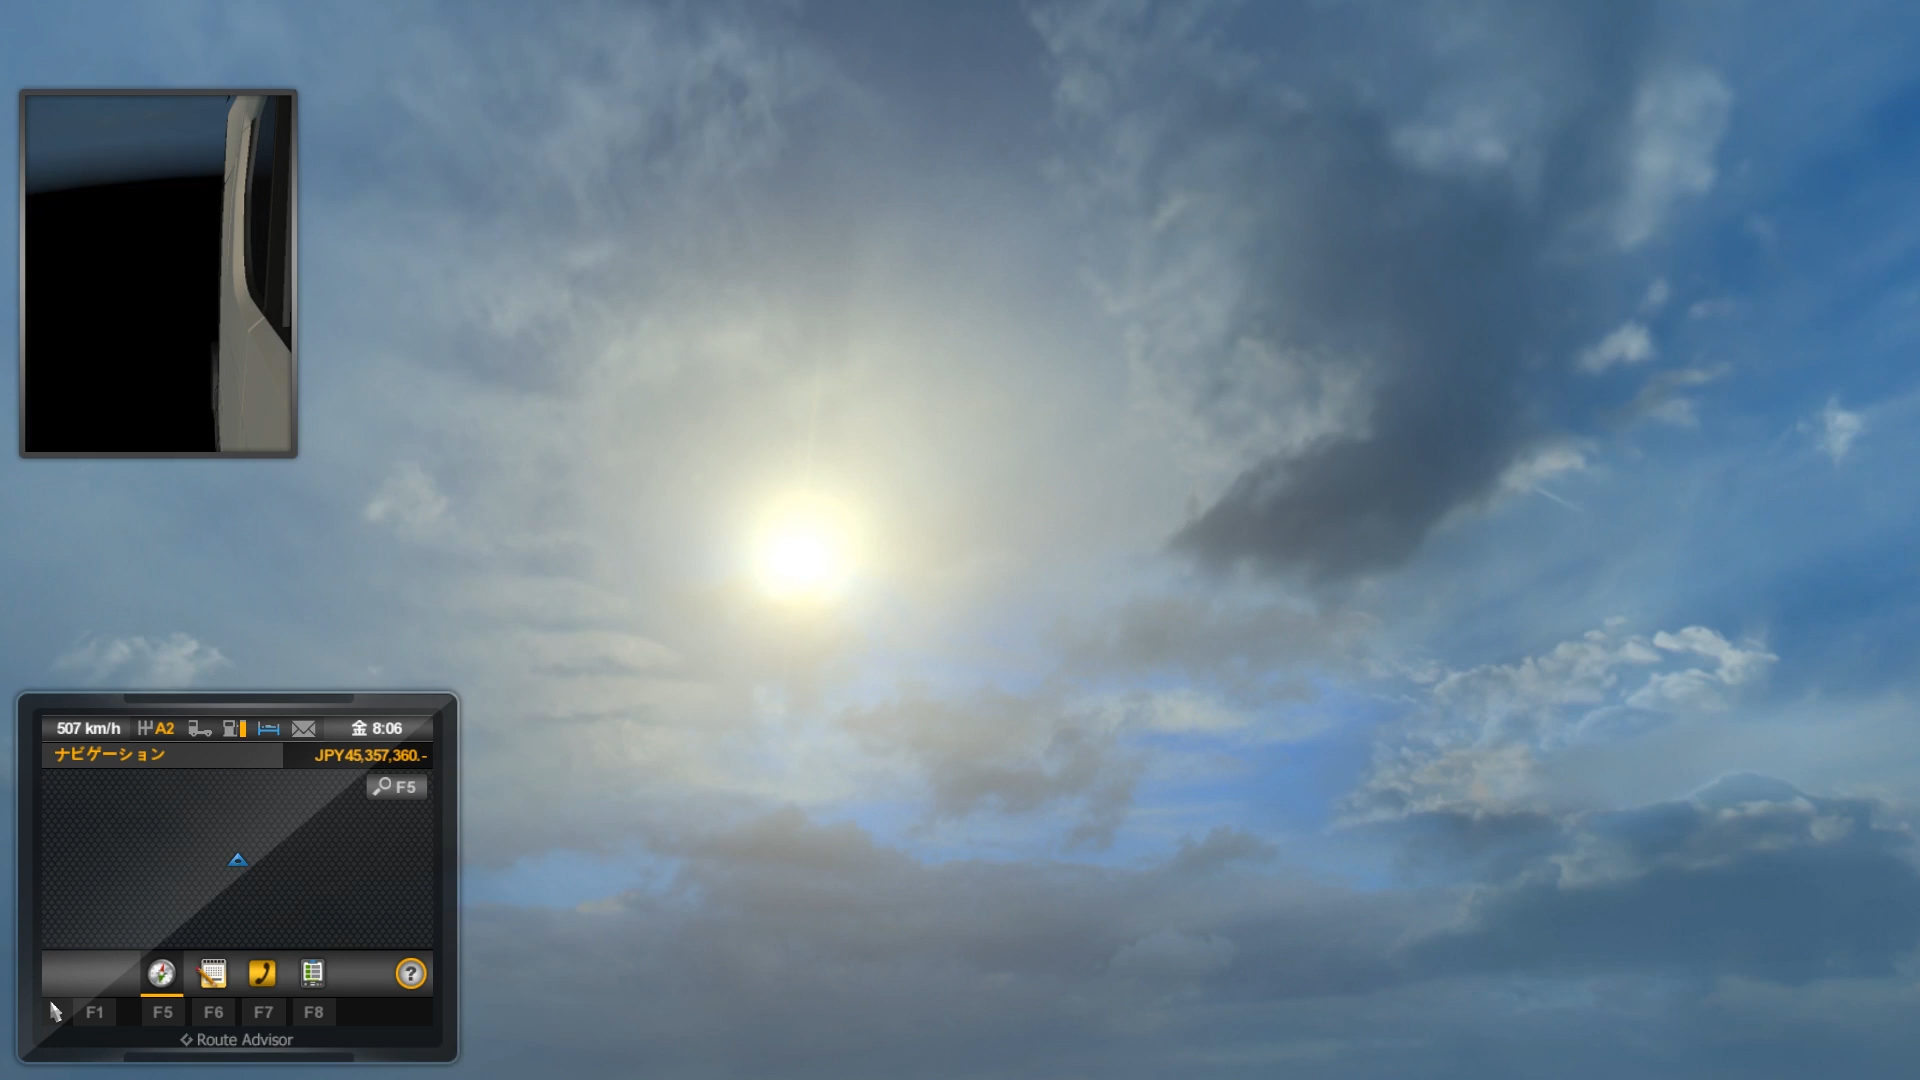 507 km/h A2 金 8:06
ナビゲーション JPY45,357,360.-
F5
?
F1 F5 F6 F7 F8
Route Advisor